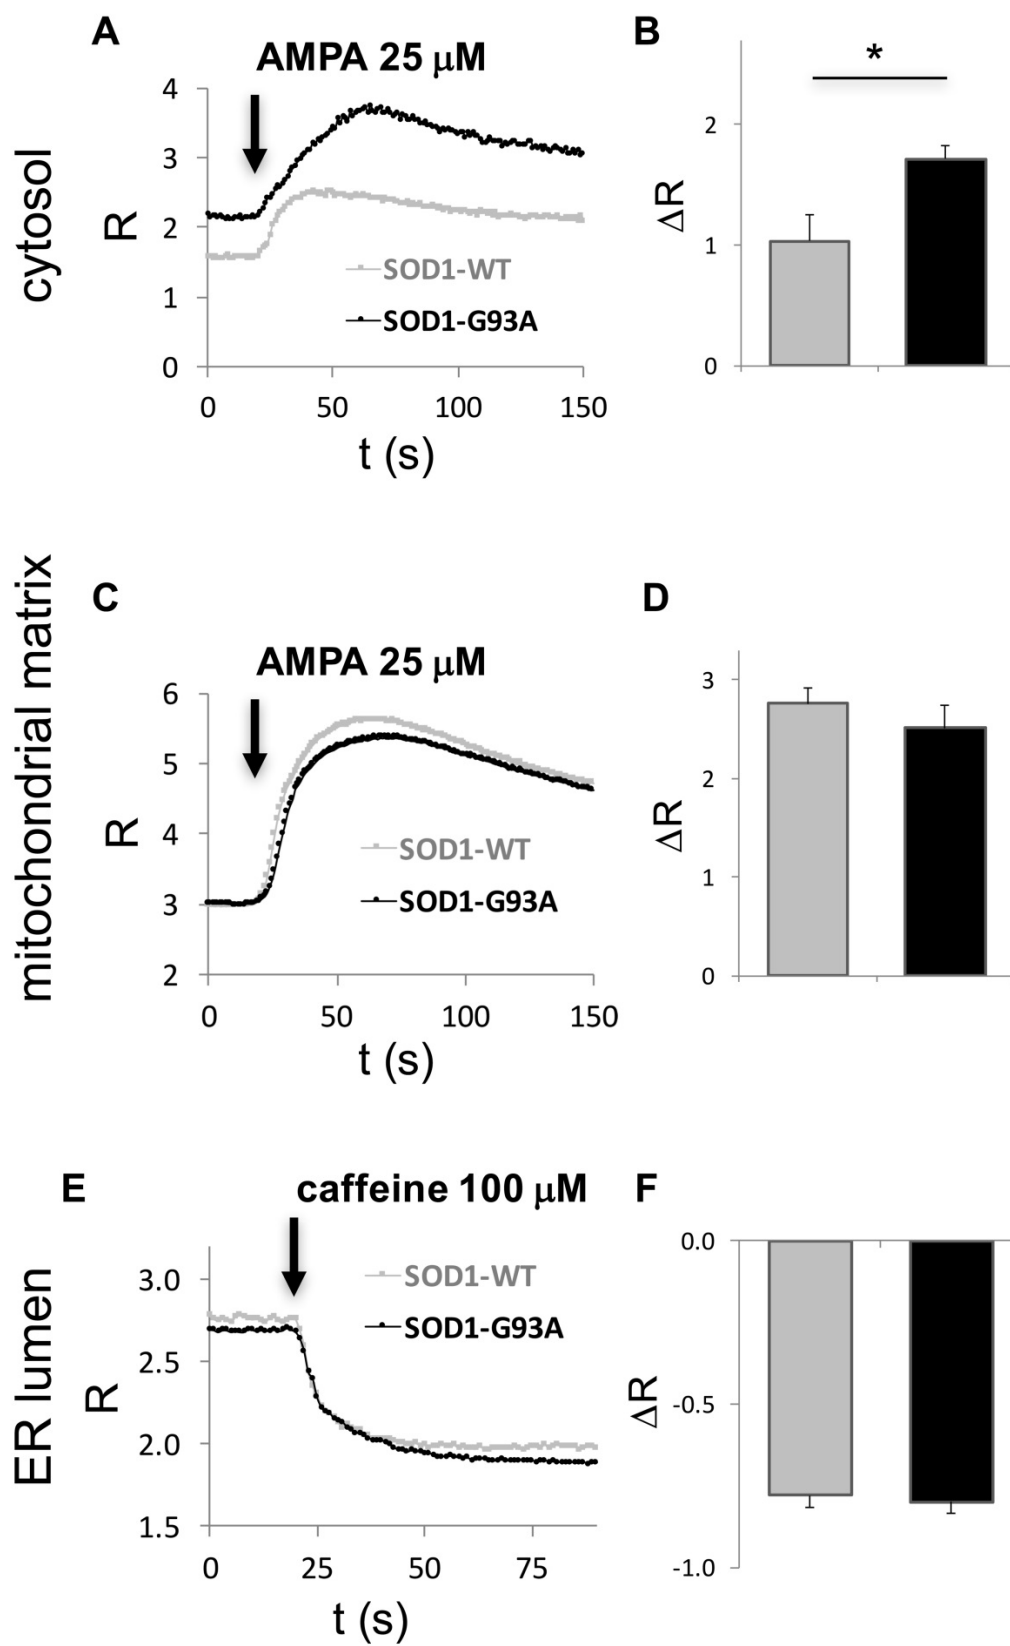 A
B
AMPA 25 μM
*
cytosol
R
4
3
2
1
0
SOD1-WT
SOD1-G93A
0 50 100 150
t (s)
ΔR
2
1
0
mitochondrial matrix
C
D
AMPA 25 μM
R
6
5
4
3
2
SOD1-WT
SOD1-G93A
0 50 100 150
t (s)
ΔR
3
2
1
0
ER lumen
E
caffeine 100 μM
F
R
3.0
2.5
2.0
1.5
SOD1-WT
SOD1-G93A
0 25 50 75
t (s)
ΔR
0.0
-0.5
-1.0